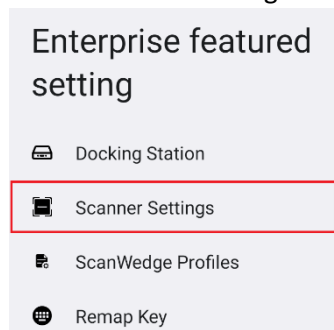 Enterprise featured
setting
Docking Station
Scanner Settings
ScanWedge Profiles
Remap Key